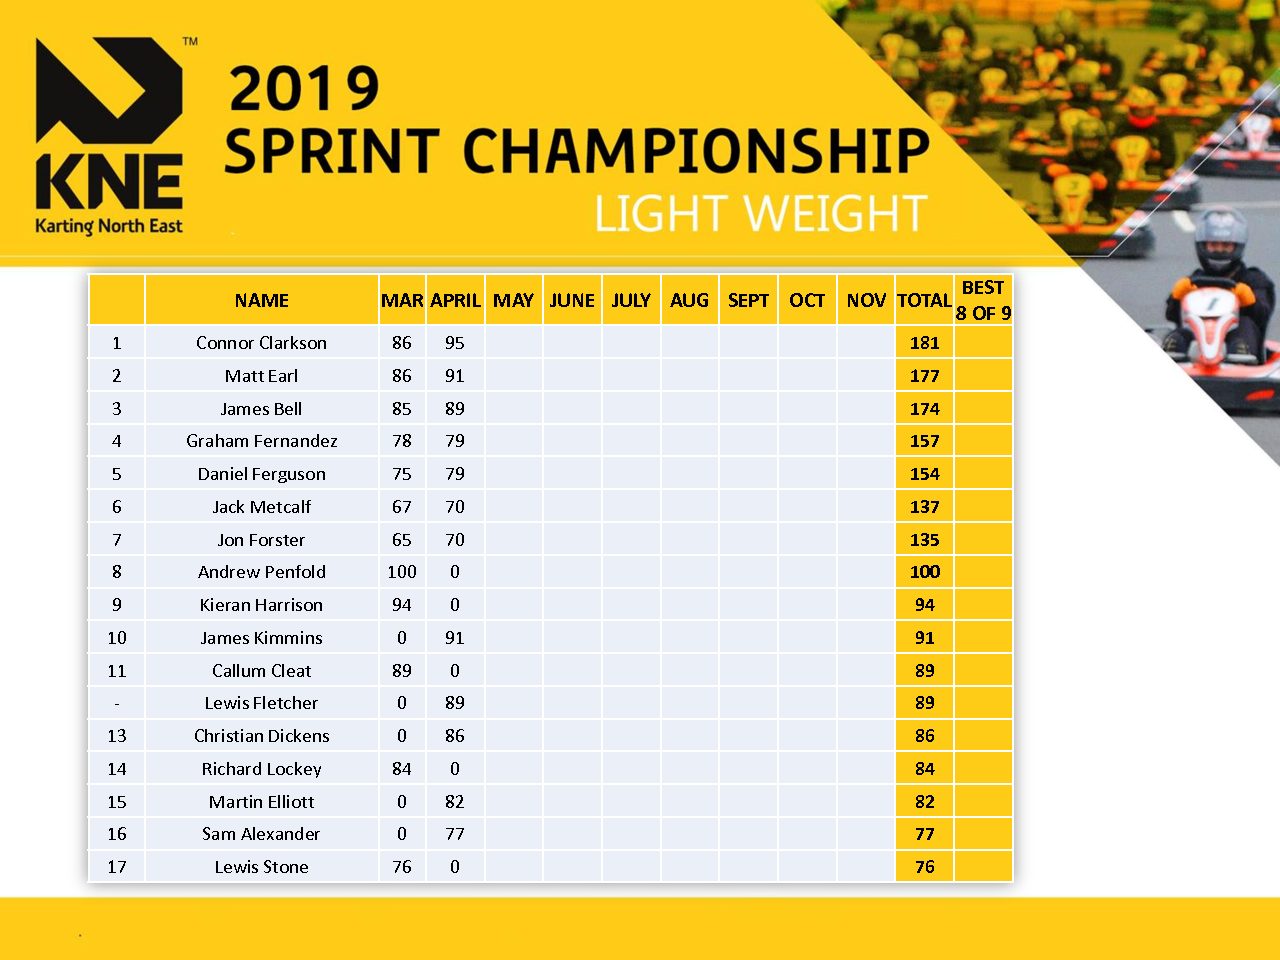 ™
2019
SPRINT CHAMPIONSHIP
LIGHT WEIGHT
KNE
Karting North East
NAME MAR APRIL MAY JUNE JULY AUG SEPT OCT NOV TOTAL BEST 8 OF 9
1 Connor Clarkson 86 95 181
2 Matt Earl 86 91 177
3 James Bell 85 89 174
4 Graham Fernandez 78 79 157
5 Daniel Ferguson 75 79 154
6 Jack Metcalf 67 70 137
7 Jon Forster 65 70 135
8 Andrew Penfold 100 0 100
9 Kieran Harrison 94 0 94
10 James Kimmins 0 91 91
11 Callum Cleat 89 0 89
- Lewis Fletcher 0 89 89
13 Christian Dickens 0 86 86
14 Richard Lockey 84 0 84
15 Martin Elliott 0 82 82
16 Sam Alexander 0 77 77
17 Lewis Stone 76 0 76